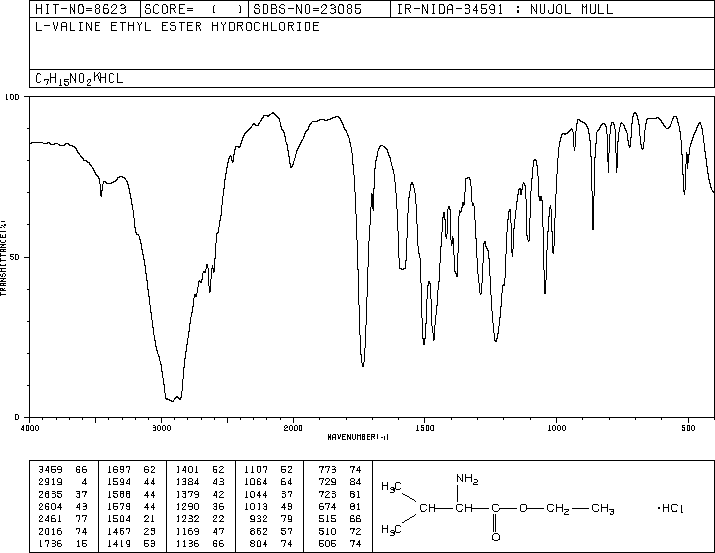 HIT-NO=8623 SCORE= ( ) SDBS-NO=23085 IR-NIDA-34591 : NUJOL MULL
L-VALINE ETHYL ESTER HYDROCHLORIDE
C7H15NO2*HCL
100
50
0
TRANSMITTANCE(%)
4000 3000 2000 1500 1000 500
WAVENUMBER(-1)
3469 66 1697 62 1401 52 1107 52 773 74
2919 4 1594 44 1384 43 1064 64 729 84
2635 37 1588 44 1379 42 1044 37 723 81
2604 43 1579 44 1290 36 1013 49 674 81
2461 77 1504 21 1232 22 932 79 515 66
2016 74 1467 23 1169 47 862 57 510 72
1736 15 1419 53 1136 66 804 74 505 74
H3C
NH2
CH CH C O CH2 CH3
·HCl
H3C
O